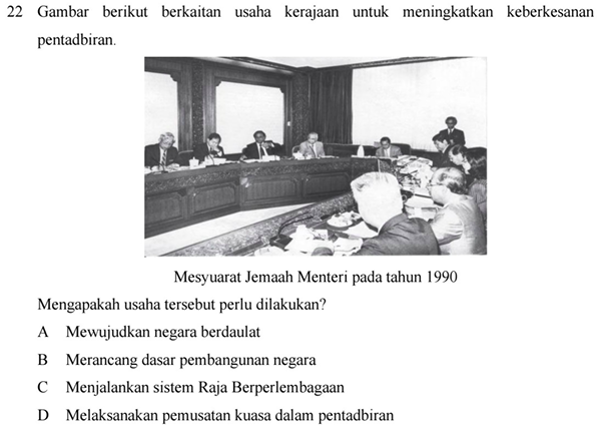 22 Gambar berikut berkaitan usaha kerajaan untuk meningkatkan keberkesanan
pentadbiran.
Mesyuarat Jemaah Menteri pada tahun 1990
Mengapakah usaha tersebut perlu dilakukan?
A Mewujudkan negara berdaulat
B Merancang dasar pembangunan negara
C Menjalankan sistem Raja Berperlembagaan
D Melaksanakan pemusatan kuasa dalam pentadbiran